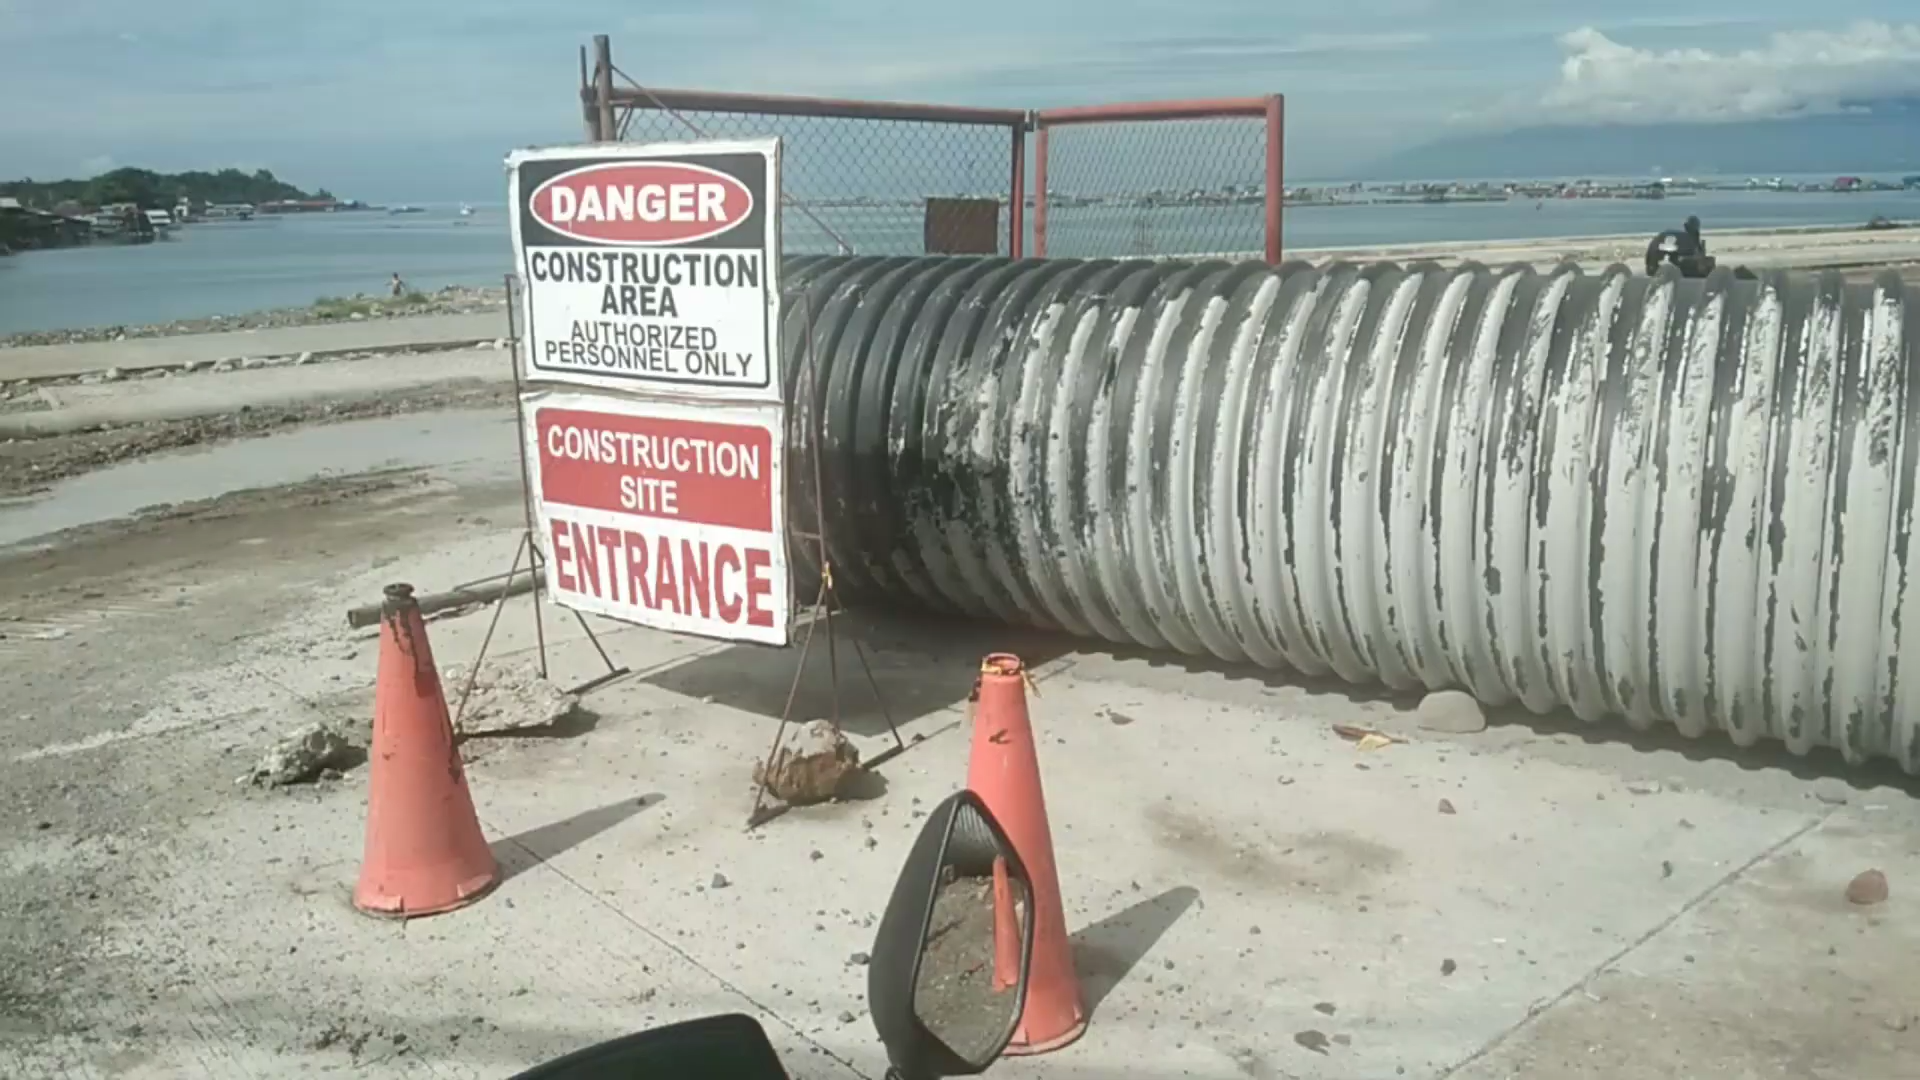 DANGER
CONSTRUCTION
AREA
AUTHORIZED
PERSONNEL ONLY
CONSTRUCTION
SITE
ENTRANCE